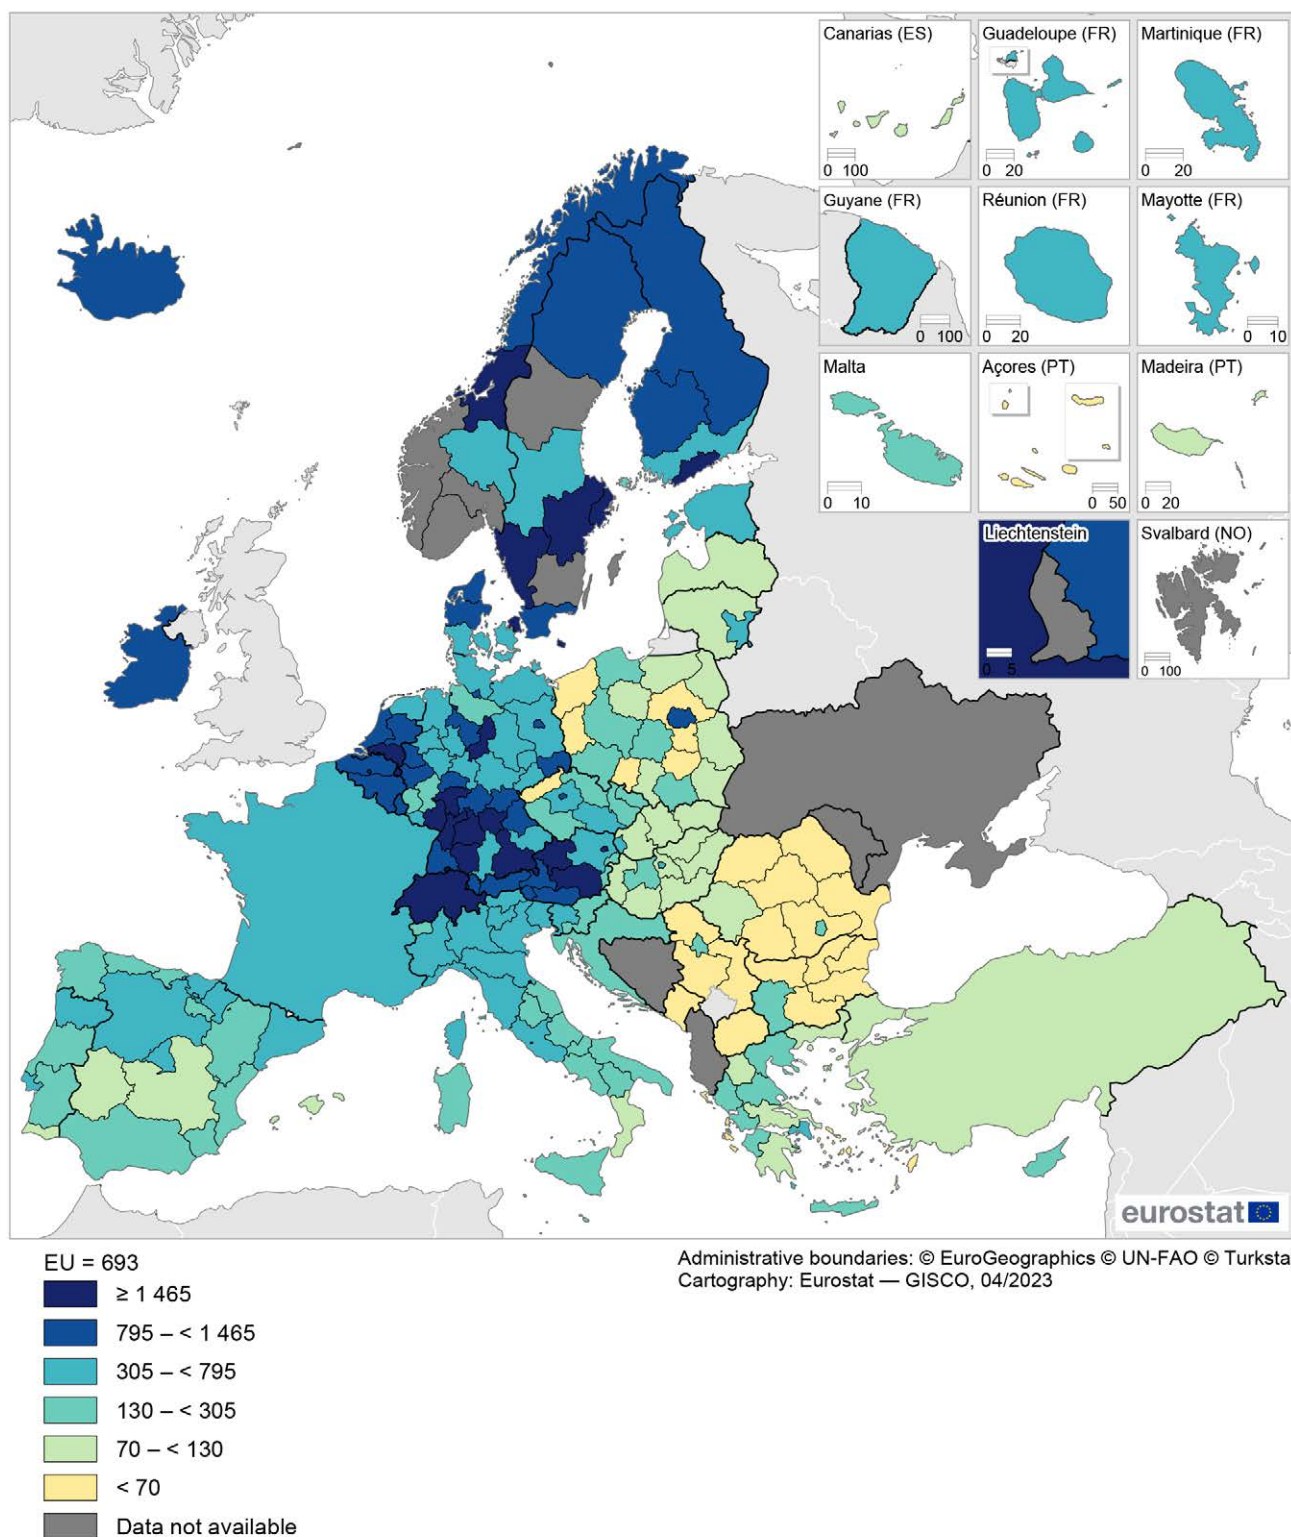 Canarias (ES)
0 100
Guadeloupe (FR)
0 20
Martinique (FR)
0 20
Guyane (FR)
0 100
Réunion (FR)
0 20
Mayotte (FR)
0 10
Malta
0 10
Açores (PT)
0 50
Madeira (PT)
0 20
Liechtenstein
0 5
Svalbard (NO)
0 100
eurostat
EU = 693
≥ 1 465
795 – < 1 465
305 – < 795
130 – < 305
70 – < 130
< 70
Data not available
Administrative boundaries: © EuroGeographics © UN-FAO © Turksta
Cartography: Eurostat — GISCO, 04/2023